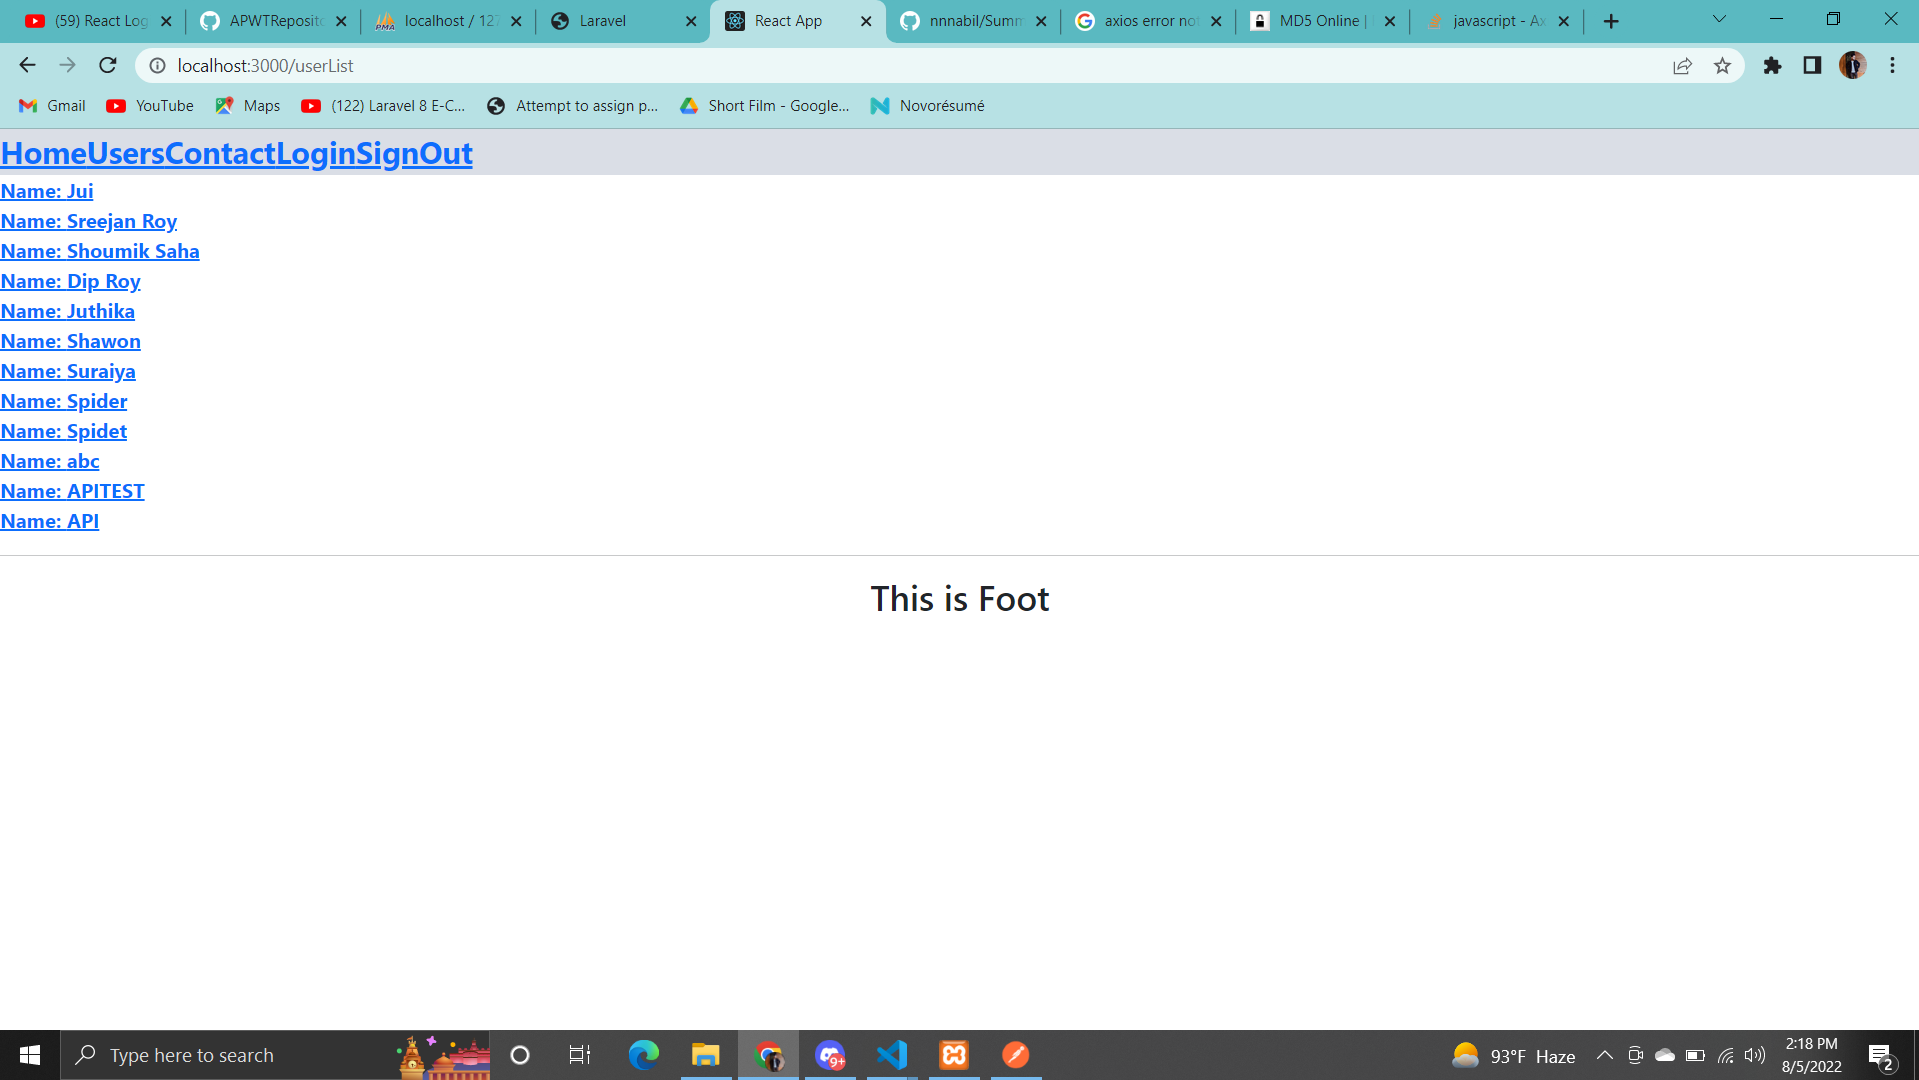 (59) React Log
APWTReposito
localhost / 127
Laravel
React App
nnnabil/Summ
axios error not
MD5 Online |
javascript - Ax
localhost:3000/userList
Gmail
YouTube
Maps
(122) Laravel 8 E-C...
Attempt to assign p...
Short Film - Google...
Novorésumé
HomeUsersContactLoginSignOut
Name: Jui
Name: Sreejan Roy
Name: Shoumik Saha
Name: Dip Roy
Name: Juthika
Name: Shawon
Name: Suraiya
Name: Spider
Name: Spidet
Name: abc
Name: APITEST
Name: API
This is Foot
Type here to search
9+
93°F Haze
2:18 PM
8/5/2022
2